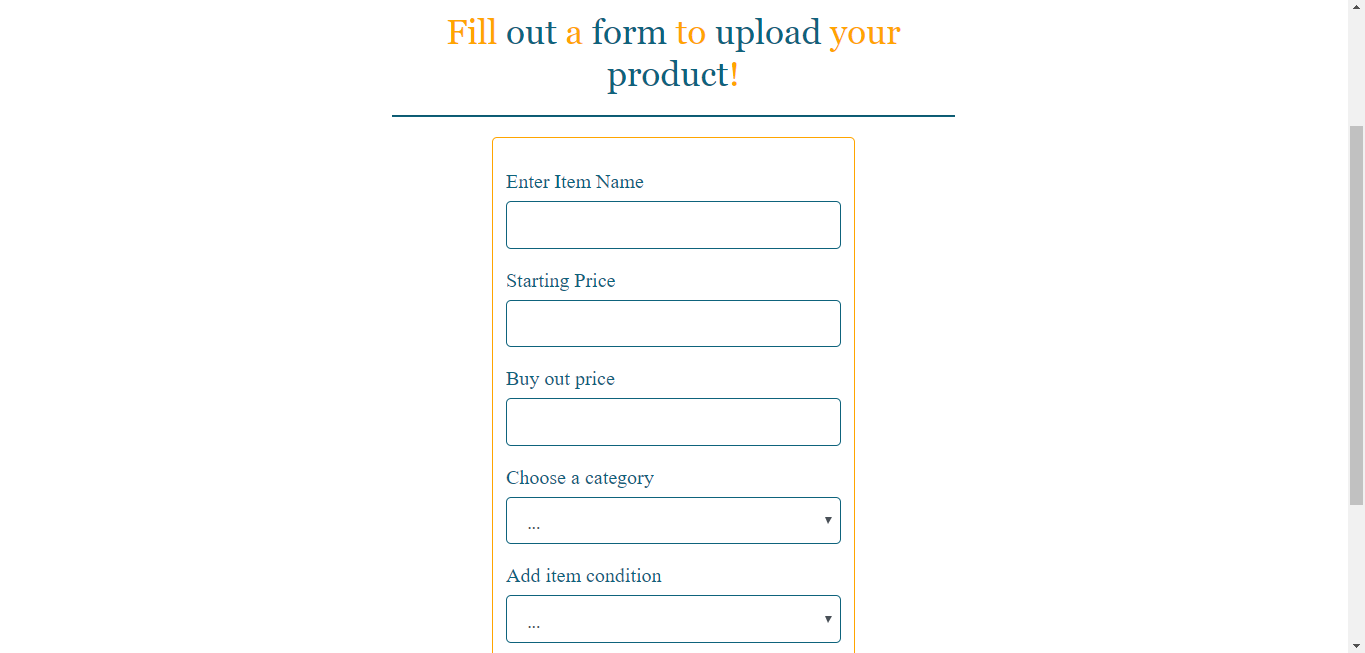 Fill out a form to upload your
product!
Enter Item Name
Starting Price
Buy out price
Choose a category
...
Add item condition
...